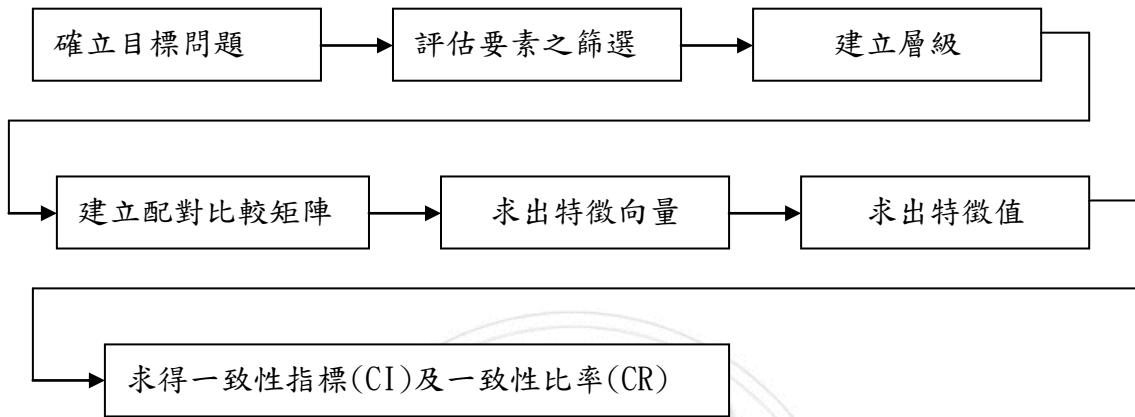 確立目標問題
評估要素之篩選
建立層級
建立配對比較矩陣
求出特徵向量
求出特徵值
求得一致性指標(CI)及一致性比率(CR)